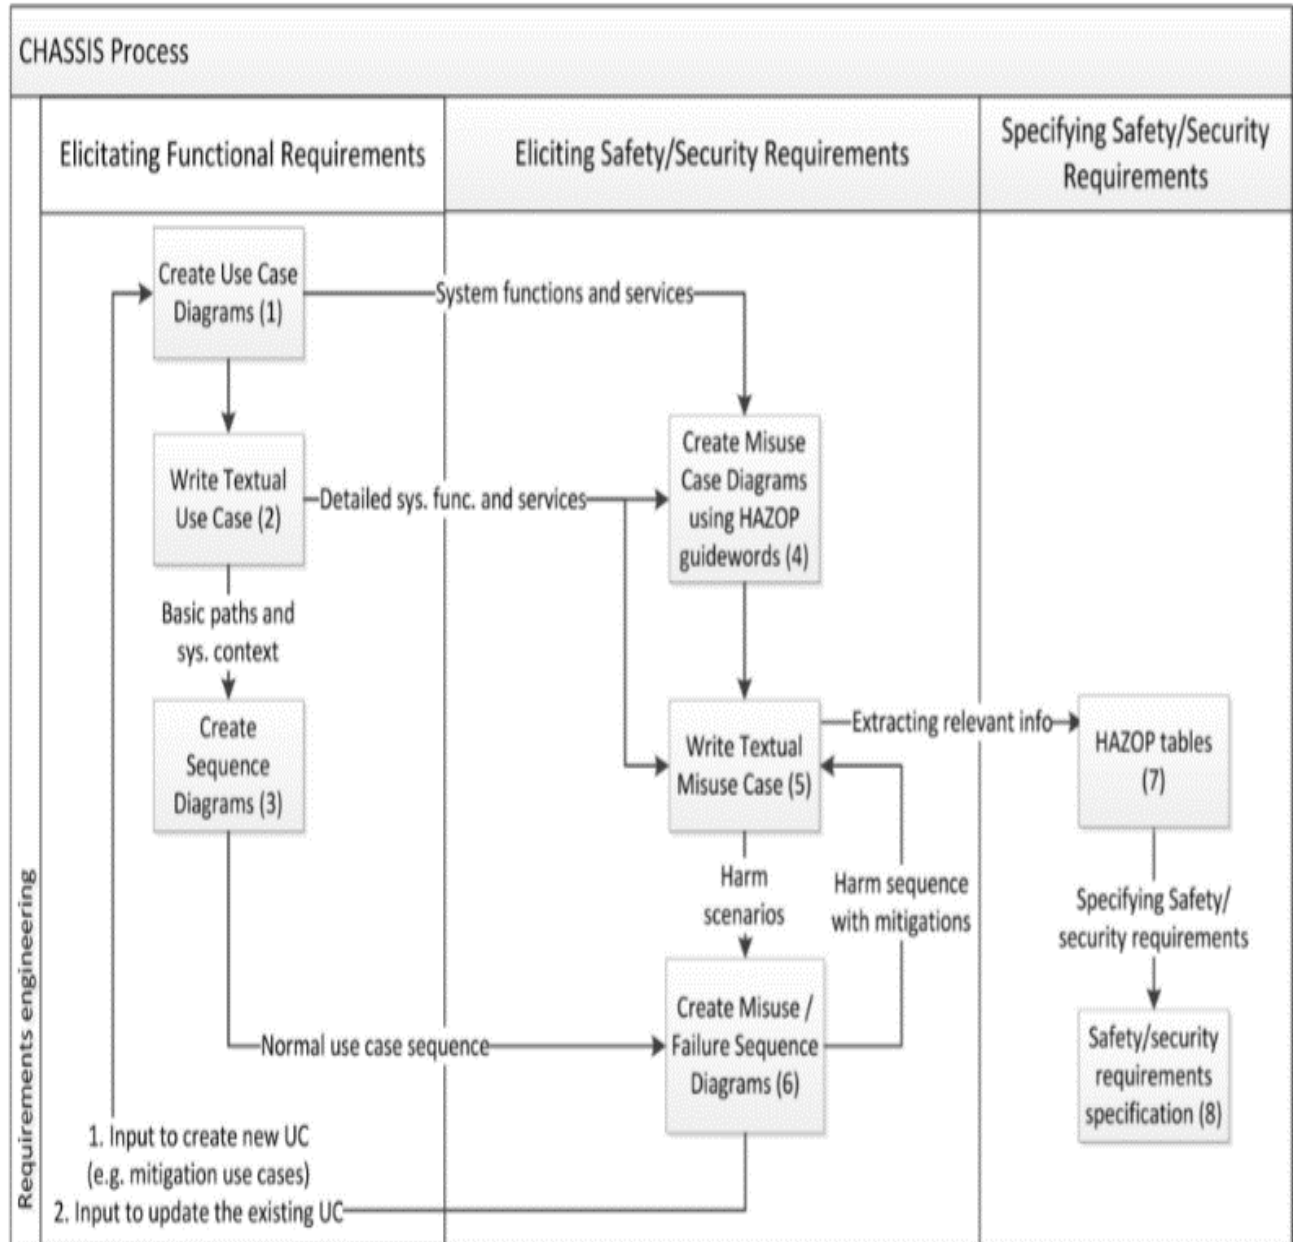 CHASSIS Process
Elicitating Functional Requirements
Eliciting Safety/Security Requirements
Specifying Safety/Security
Requirements
Requirements engineering
Create Use Case
Diagrams (1)
System functions and services
Write Textual
Use Case (2)
Detailed sys. func. and services
Create Misuse
Case Diagrams
using HAZOP
guidewords (4)
Basic paths and
sys. context
Create
Sequence
Diagrams (3)
Write Textual
Misuse Case (5)
Extracting relevant info
HAZOP tables
(7)
Harm
scenarios
Harm sequence
with mitigations
Specifying Safety/
security requirements
Normal use case sequence
Create Misuse /
Failure Sequence
Diagrams (6)
Safety/security
requirements
specification (8)
1. Input to create new UC
(e.g. mitigation use cases)
2. Input to update the existing UC